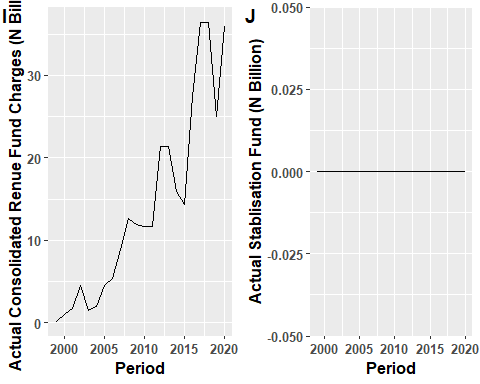 I
Actual Consolidated Renue Fund Charges (N Bil
30
20
10
0
2000 2005 2010 2015 2020
Period
J
Actual Stablisation Fund (N Billion)
0.050
0.025
0.000
-0.025
-0.050
2000 2005 2010 2015 2020
Period